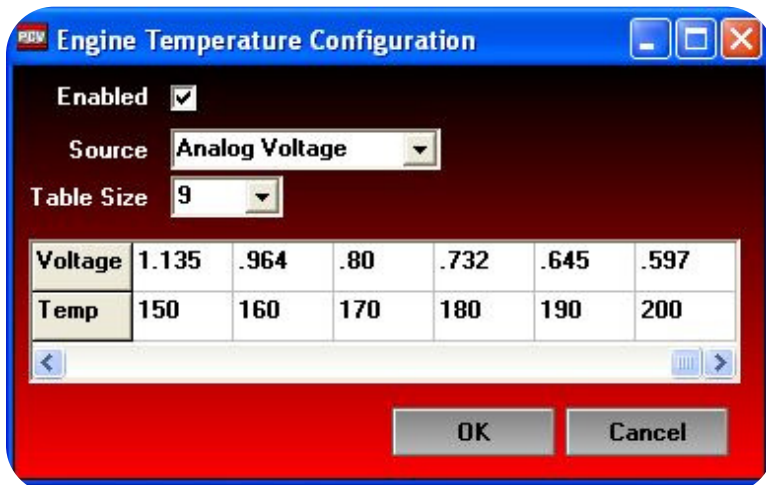 PCV Engine Temperature Configuration
Enabled
Source Analog Voltage
Table Size 9
Voltage 1.135 .964 .80 .732 .645 .597
Temp 150 160 170 180 190 200
OK Cancel